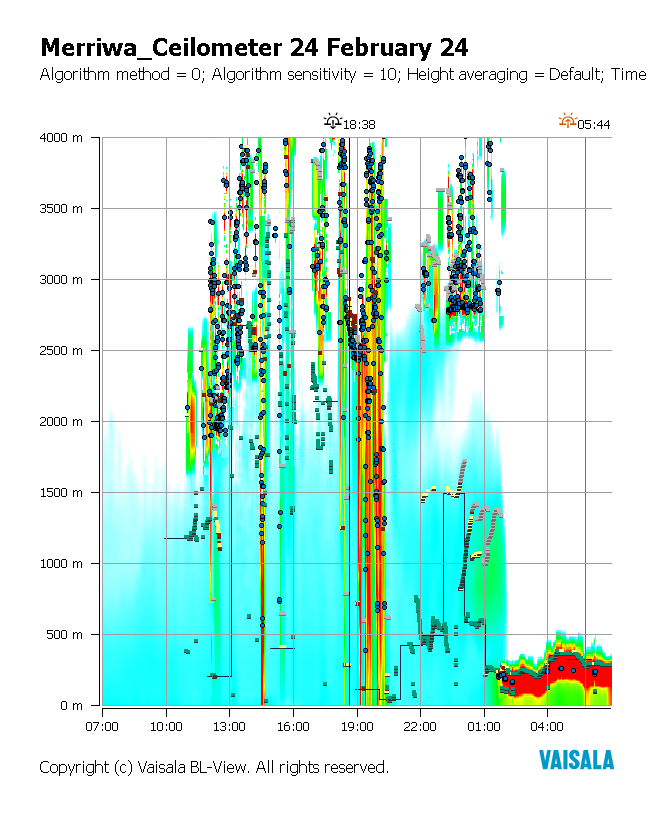 Merriwa_Ceilometer 24 February 24
Algorithm method = 0; Algorithm sensitivity = 10; Height averaging = Default; Time
18:38
05:44
4000 m
3500 m
3000 m
2500 m
2000 m
1500 m
1000 m
500 m
0 m
07:00 10:00 13:00 16:00 19:00 22:00 01:00 04:00
VAISALA
Copyright (c) Vaisala BL-View. All rights reserved.